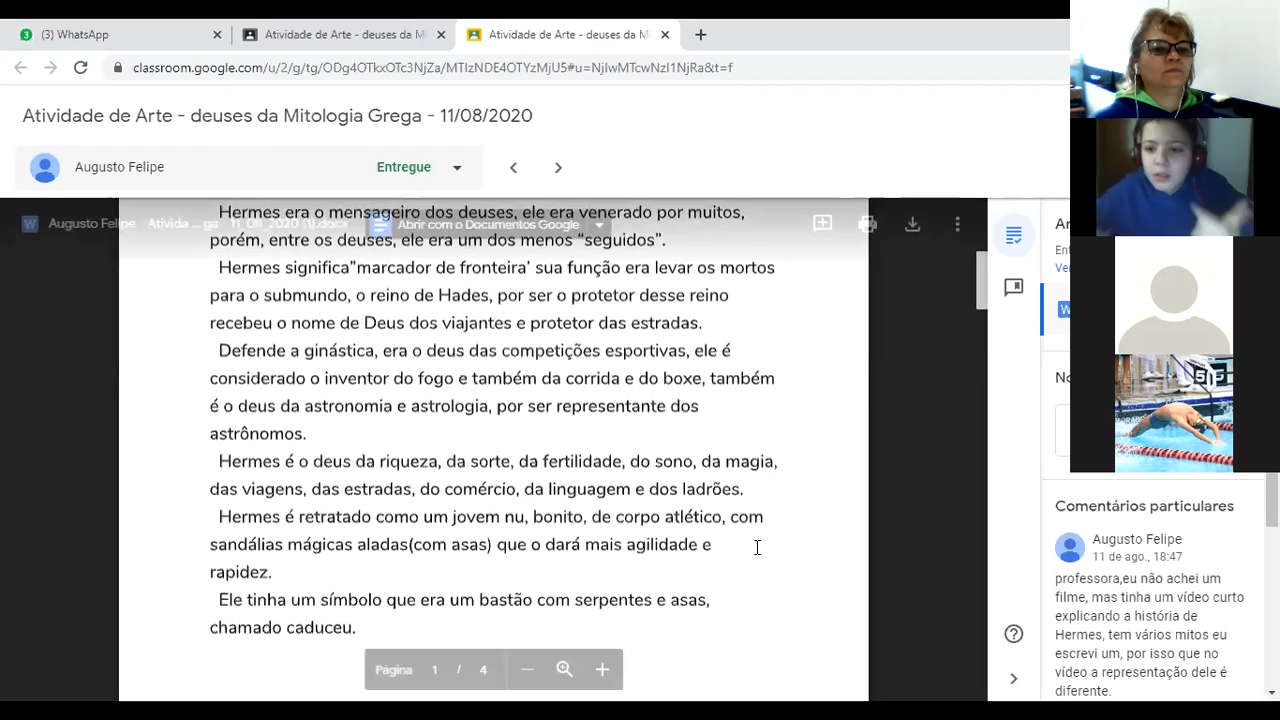 (3) WhatsApp
Atividade de Arte - deuses da M
Atividade de Arte - deuses da M
classroom.google.com/u/2/g/tg/ODg4OTkxOTc3NjZa/MTIzNDE4OTYzMjU5#u=NjIwMTcwNzI1NjRa&t=f
Atividade de Arte - deuses da Mitologia Grega - 11/08/2020
Augusto Felipe
Entregue
Augusto Felipe
Abrir com o Documentos Google
Hermes era o mensageiro dos deuses, ele era venerado por muitos,
porém, entre os deuses, ele era um dos menos “seguidos”.
Hermes significa"marcador de fronteira’ sua função era levar os mortos
para o submundo, o reino de Hades, por ser o protetor desse reino
recebeu o nome de Deus dos viajantes e protetor das estradas.
Defende a ginástica, era o deus das competições esportivas, ele é
considerado o inventor do fogo e também da corrida e do boxe, também
é o deus da astronomia e astrologia, por ser representante dos
astrônomos.
Hermes é o deus da riqueza, da sorte, da fertilidade, do sono, da magia,
das viagens, das estradas, do comércio, da linguagem e dos ladrões.
Hermes é retratado como um jovem nu, bonito, de corpo atlético, com
sandálias mágicas aladas(com asas) que o dará mais agilidade e
rapidez.
Ele tinha um símbolo que era um bastão com serpentes e asas,
chamado caduceu.
Página 1 / 4
Comentários particulares
Augusto Felipe
11 de ago., 18:47
professora,eu não achei um
filme, mas tinha um vídeo curto
explicando a história de
Hermes, tem vários mitos eu
escrevi um, por isso que no
vídeo a representação dele é
diferente.